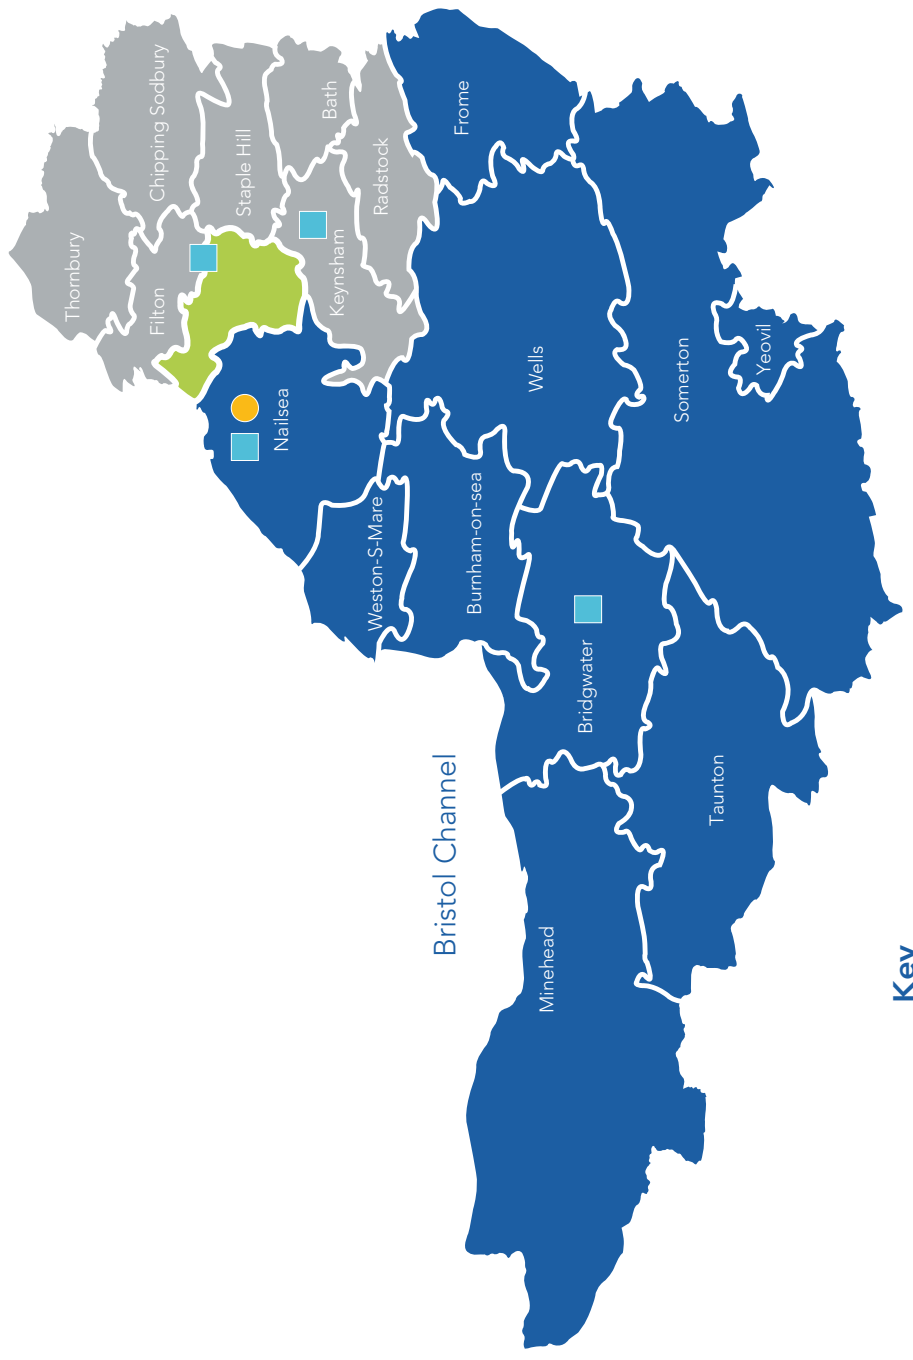 Thornbury
Chipping Sodbury
Filton
Staple Hill
Bath
Keynsham
Radstock
Frome
Nailsea
Weston-S-Mare
Burnham-on-sea
Wells
Somerton
Yeovil
Bridgwater
Bristol Channel
Taunton
Minehead
Key